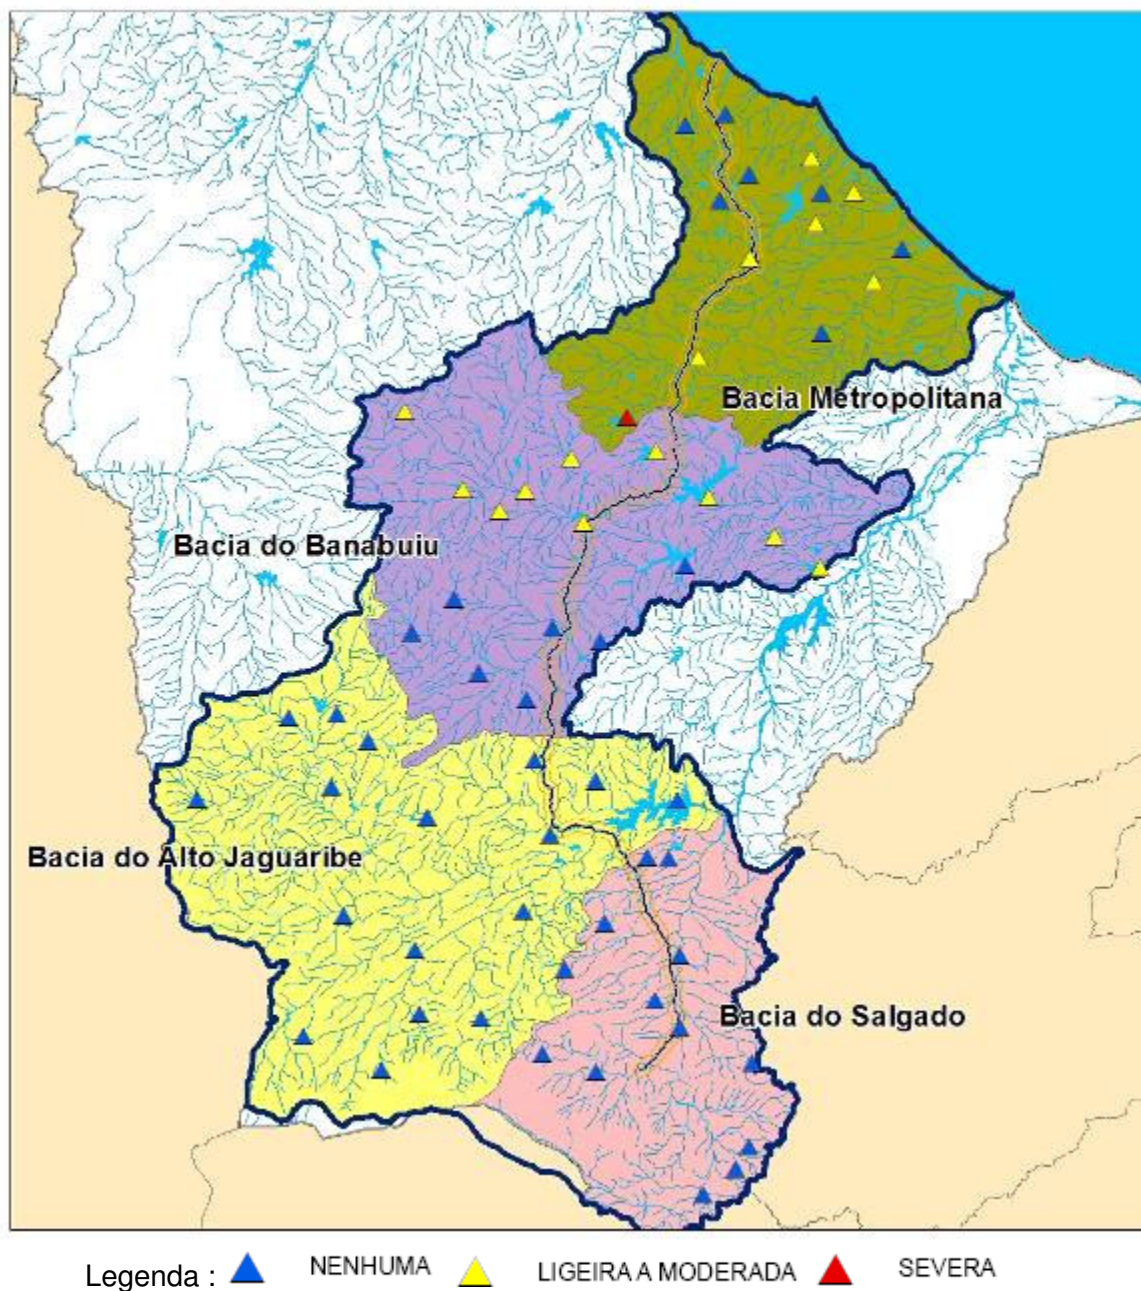 Bacia Metropolitana
Bacia do Banabuiu
Bacia do Alto Jaguaribe
Bacia do Salgado
Legenda : NENHUMA LIGEIRA A MODERADA SEVERA